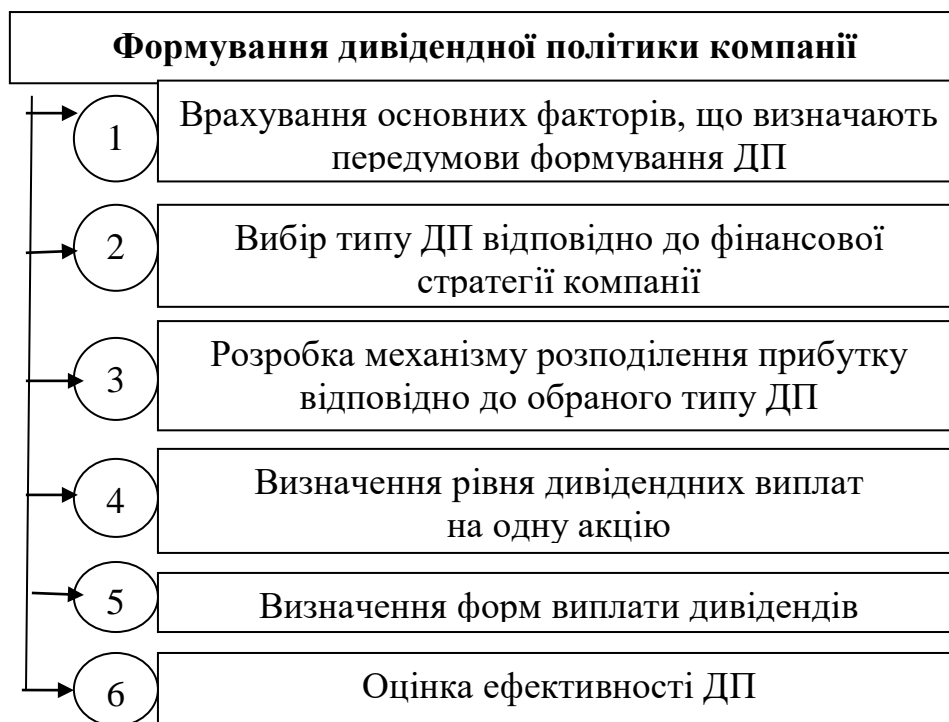 Формування дивідендної політики компанії
1
Врахування основних факторів, що визначають
передумови формування ДП
2
Вибір типу ДП відповідно до фінансової
стратегії компанії
3
Розробка механізму розподілення прибутку
відповідно до обраного типу ДП
4
Визначення рівня дивідендних виплат
на одну акцію
5
Визначення форм виплати дивідендів
6
Оцінка ефективності ДП